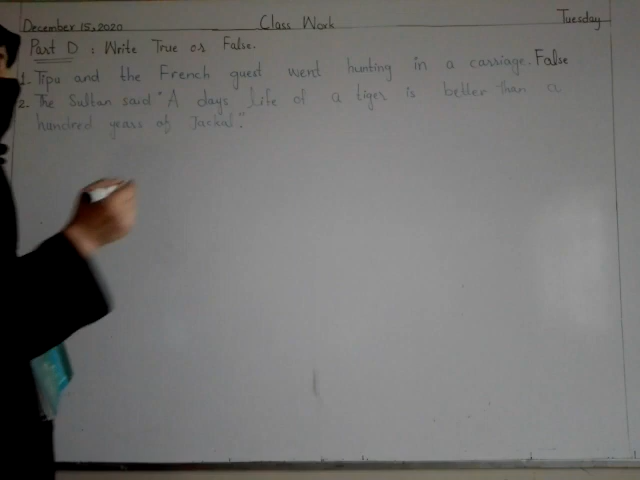 December 15, 2020 Class Work Tuesday
Part D : Write True or False.
1. Tipu and the French guest went hunting in a carriage. False
2. The Sultan said "A days life of a tiger is better than a
hundred years of Jackal".